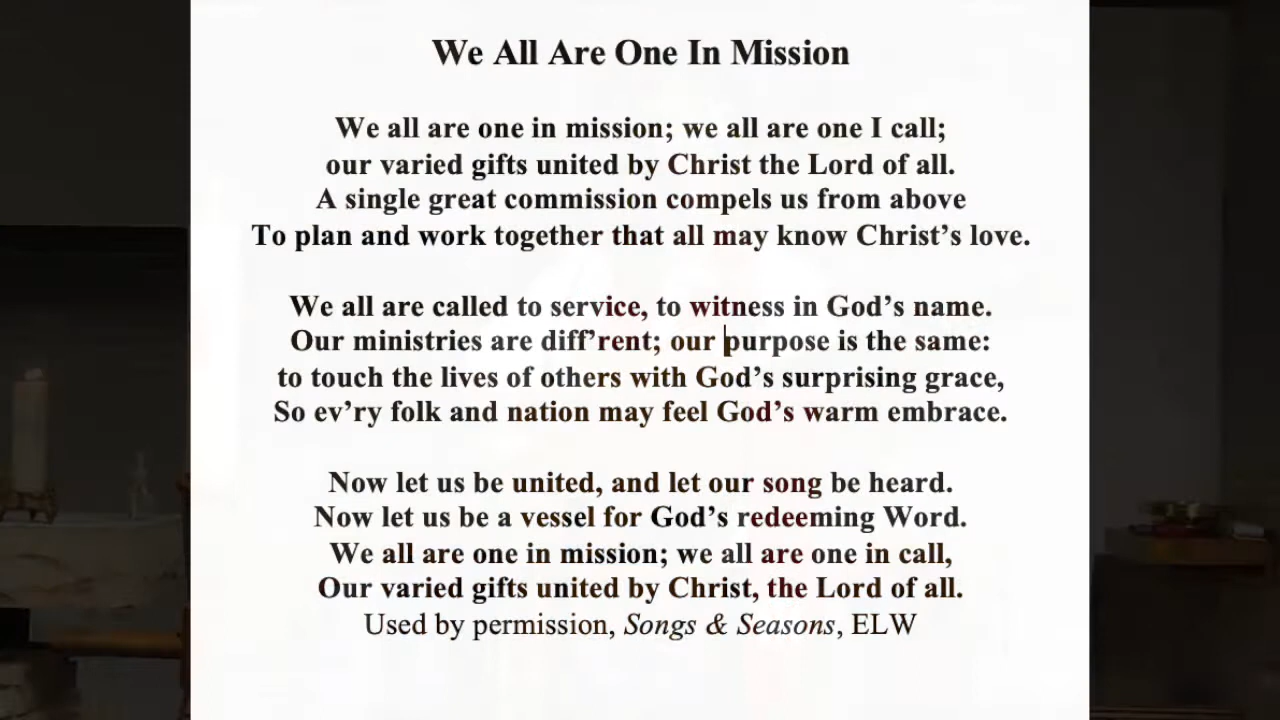 We All Are One In Mission
We all are one in mission; we all are one I call;
our varied gifts united by Christ the Lord of all.
A single great commission compels us from above
To plan and work together that all may know Christ’s love.
We all are called to service, to witness in God’s name.
Our ministries are diff’rent; our purpose is the same:
to touch the lives of others with God’s surprising grace,
So ev’ry folk and nation may feel God’s warm embrace.
Now let us be united, and let our song be heard.
Now let us be a vessel for God’s redeeming Word.
We all are one in mission; we all are one in call,
Our varied gifts united by Christ, the Lord of all.
Used by permission, Songs & Seasons, ELW